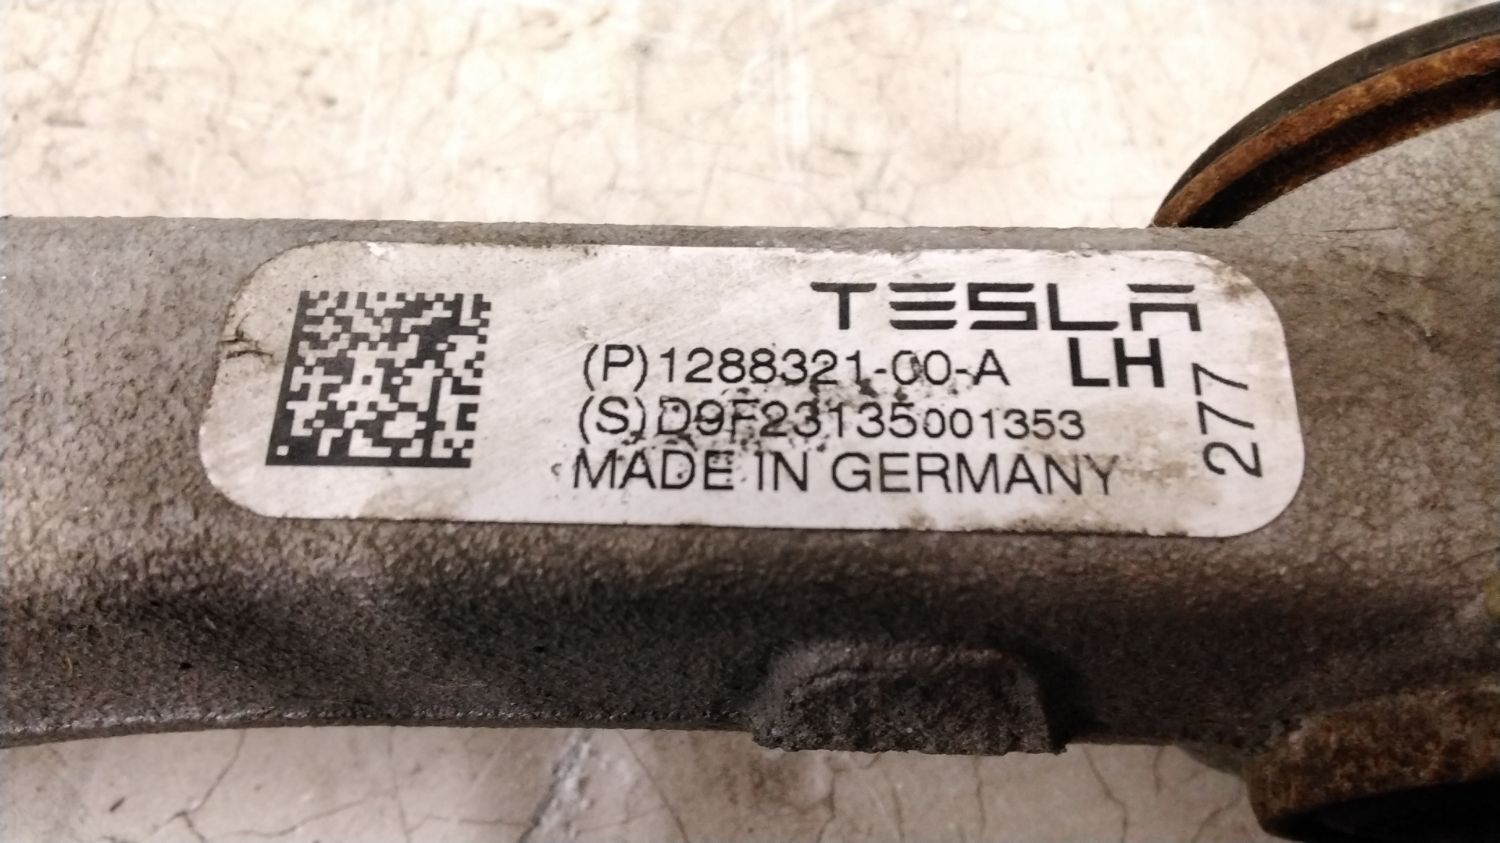 TESLA
(P)1288321-00-A LH
(S)D9F23135001353
MADE IN GERMANY
277